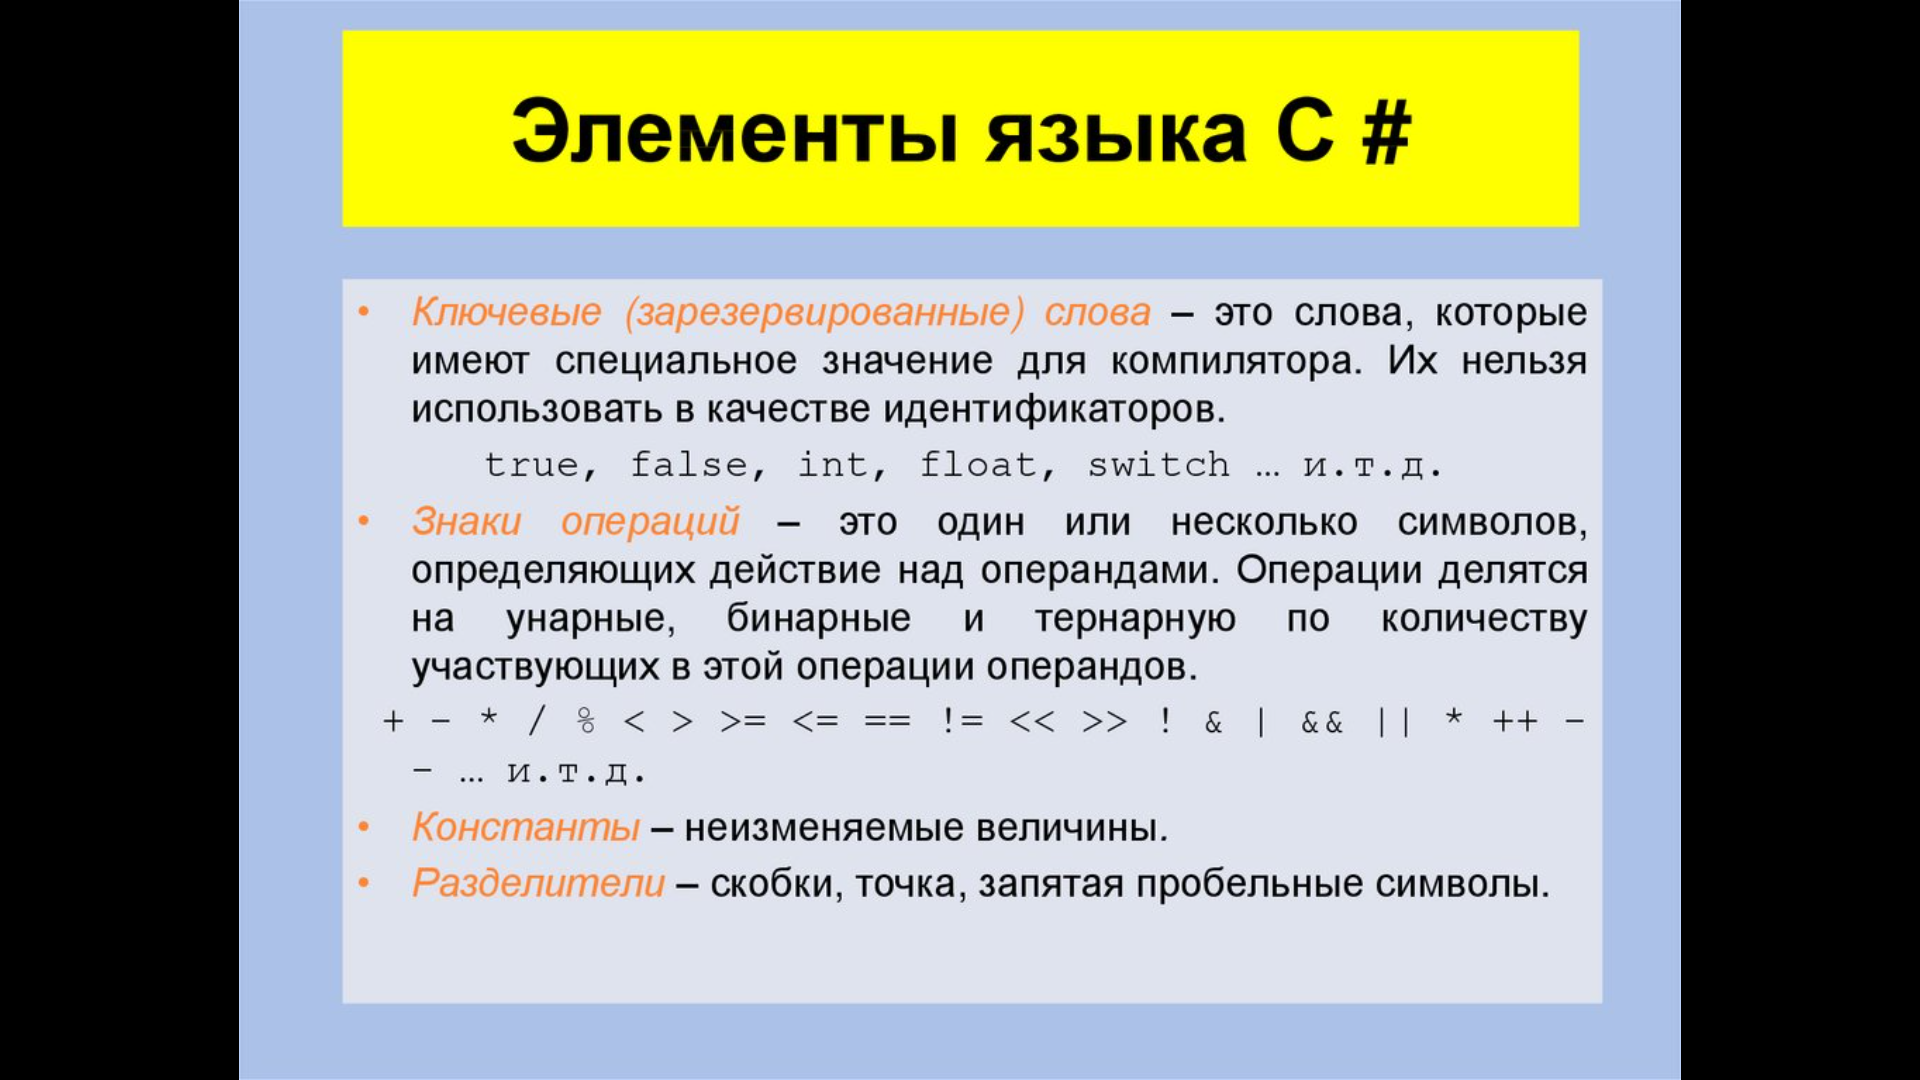 Элементы языка C #
• Ключевые (зарезервированные) слова – это слова, которые
имеют специальное значение для компилятора. Их нельзя
использовать в качестве идентификаторов.
true, false, int, float, switch … и.т.д.
• Знаки операций – это один или несколько символов,
определяющих действие над операндами. Операции делятся
на унарные, бинарные и тернарную по количеству
участвующих в этой операции операндов.
+ - * / % < > >= <= == != << >> ! & | && || * ++ -
- … и.т.д.
• Константы – неизменяемые величины.
• Разделители – скобки, точка, запятая пробельные символы.